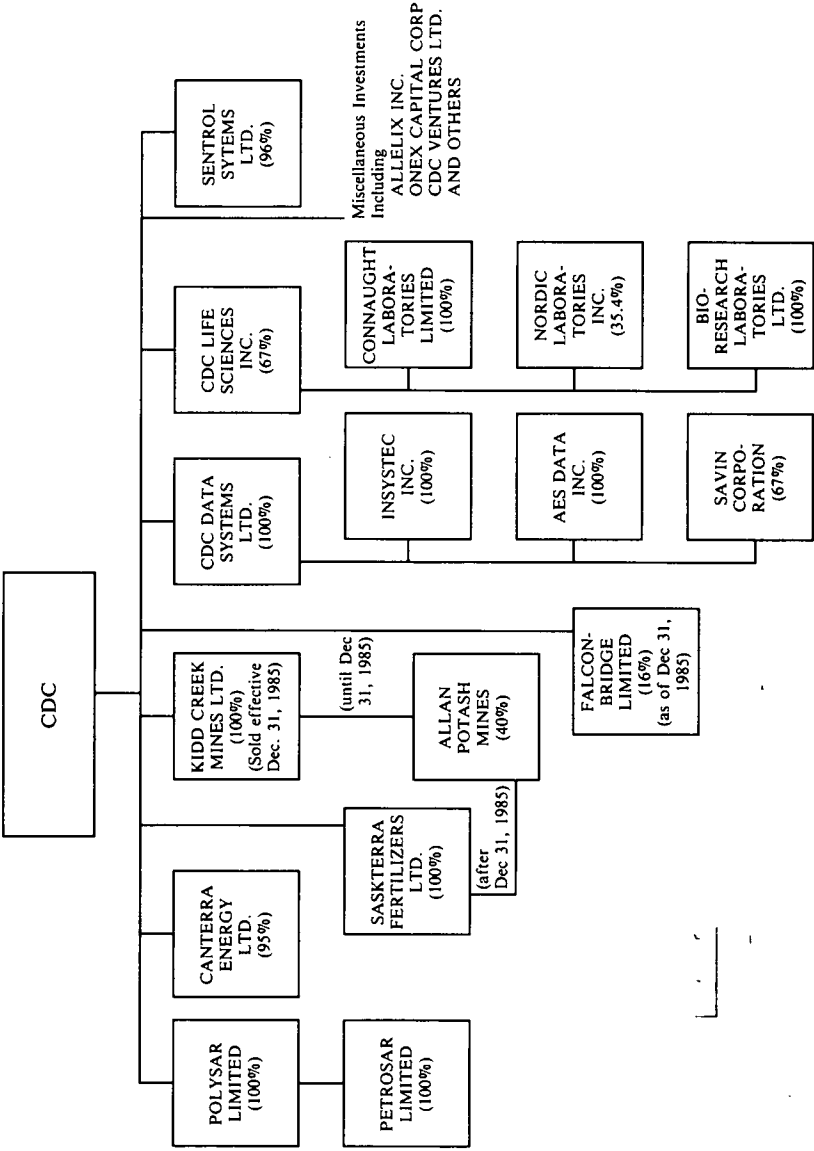 CDC
POLYSAR
LIMITED
(100%)
PETROSAR
LIMITED
(100%)
CANTERRA
ENERGY
LTD.
(95%)
SASKTERRA
FERTILIZERS
LTD.
(100%)
(after
Dec 31, 1985)
KIDD CREEK
MINES LTD.
(100%)
(Sold effective
Dec. 31, 1985)
(until Dec
31, 1985)
ALLAN
POTASH
MINES
(40%)
FALCON-
BRIDGE
LIMITED
(16%)
(as of Dec 31,
1985)
CDC DATA
SYSTEMS
LTD.
(100%)
INSYSTEC
INC.
(100%)
AES DATA
INC.
(100%)
SAVIN
CORPO-
RATION
(67%)
CDC LIFE
SCIENCES
INC.
(67%)
CONNAUGHT
LABORA-
TORIES
LIMITED
(100%)
NORDIC
LABORA-
TORIES
INC.
(35.4%)
BIO-
RESEARCH
LABORA-
TORIES
LTD.
(100%)
Miscellaneous Investments
Including
ALLELIX INC.
ONEX CAPITAL CORP
CDC VENTURES LTD.
AND OTHERS
SENTROL
SYTEMS
LTD.
(96%)